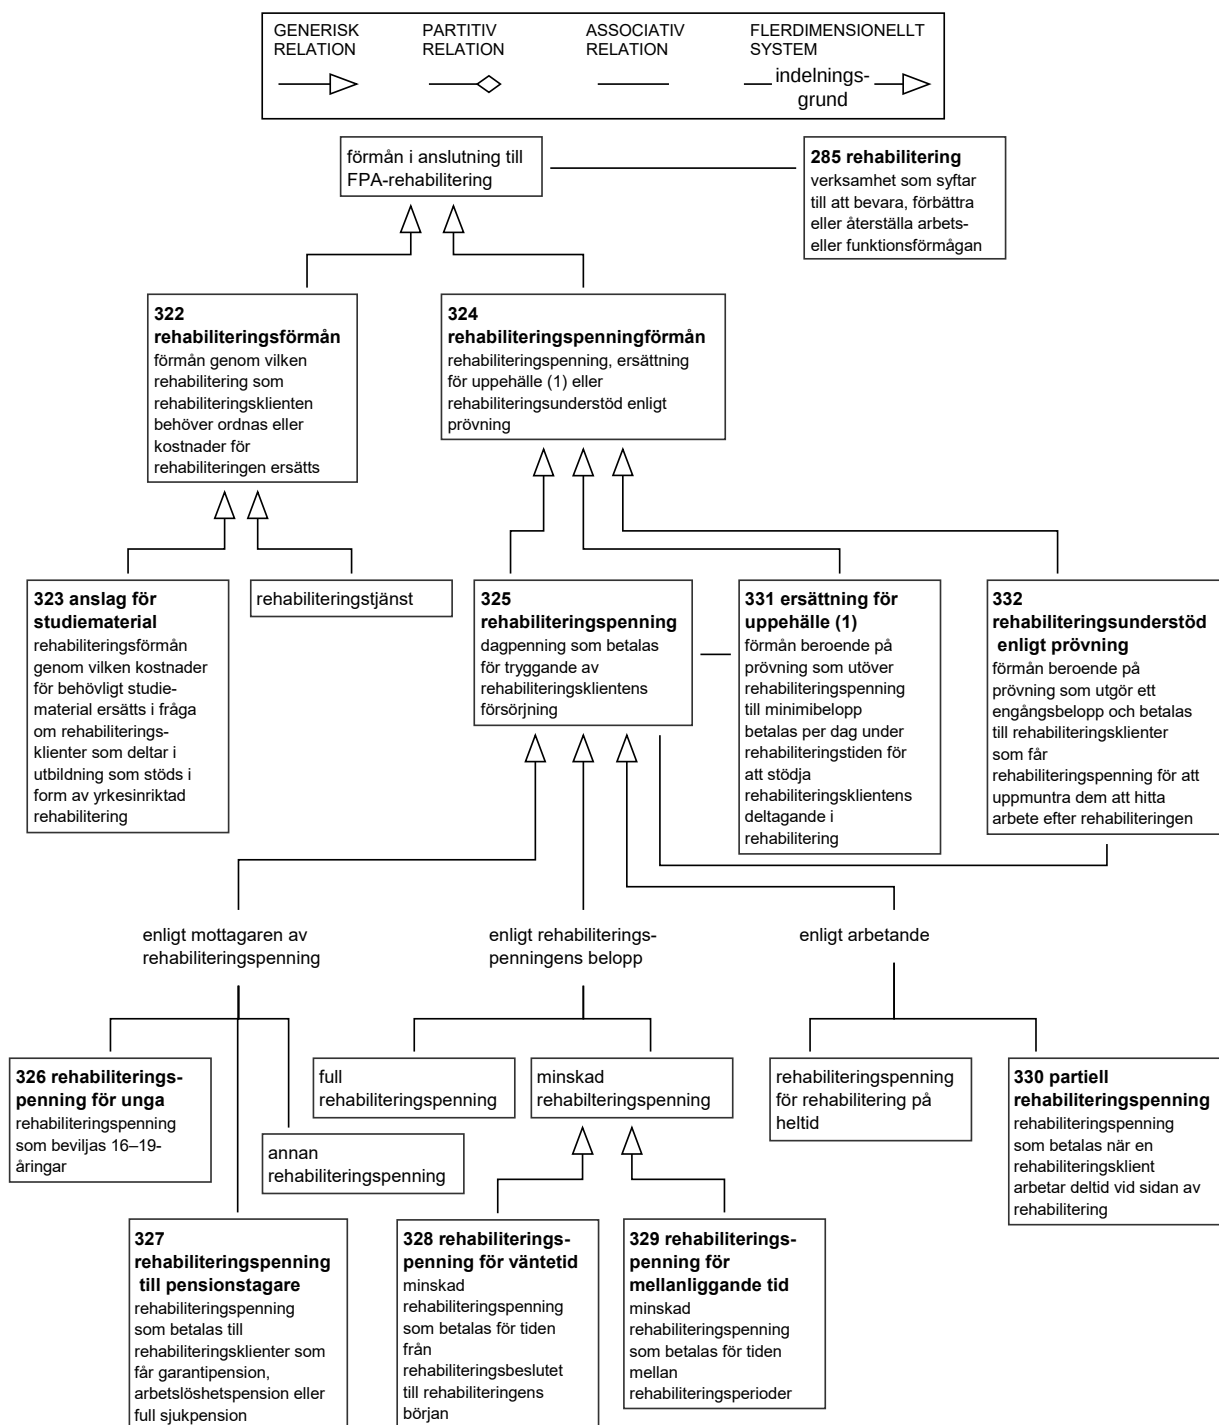 GENERISK
RELATION
PARTITIV
RELATION
ASSOCIATIV
RELATION
FLERDIMENSIONELLT
SYSTEM
indelnings-
grund
förmån i anslutning till
FPA-rehabilitering
285 rehabilitering
verksamhet som syftar
till att bevara, förbättra
eller återställa arbets-
eller funktionsförmågan
322
rehabiliteringsförmån
förmån genom vilken
rehabilitering som
rehabiliteringsklienten
behöver ordnas eller
kostnader för
rehabiliteringen ersätts
324
rehabiliteringspenningförmån
rehabiliteringspenning, ersättning
för uppehälle (1) eller
rehabiliteringsunderstöd enligt
prövning
323 anslag för
studiematerial
rehabiliteringsförmån
genom vilken kostnader
för behövligt studie-
material ersätts i fråga
om rehabiliterings-
klienter som deltar i
utbildning som stöds i
form av yrkesinriktad
rehabilitering
rehabiliteringstjänst
325
rehabiliteringspenning
dagpenning som betalas
för tryggande av
rehabiliteringsklientens
försörjning
331 ersättning för
uppehälle (1)
förmån beroende på
prövning som utöver
rehabiliteringspenning
till minimibelopp
betalas per dag under
rehabiliteringstiden för
att stödja
rehabiliteringsklientens
deltagande i
rehabilitering
332
rehabiliteringsunderstöd
enligt prövning
förmån beroende på
prövning som utgör ett
engångsbelopp och betalas
till rehabiliteringsklienter
som får
rehabiliteringspenning för att
uppmuntra dem att hitta
arbete efter rehabiliteringen
enligt mottagaren av
rehabiliteringspenning
enligt rehabiliterings-
penningens belopp
enligt arbetande
326 rehabiliterings-
penning för unga
rehabiliteringspenning
som beviljas 16–19-
åringar
annan
rehabiliteringspenning
full
rehabiliteringspenning
minskad
rehabilteringspenning
rehabiliteringspenning
för rehabilitering på
heltid
330 partiell
rehabiliteringspenning
rehabiliteringspenning
som betalas när en
rehabiliteringsklient
arbetar deltid vid sidan av
rehabilitering
327
rehabiliteringspenning
till pensionstagare
rehabiliteringspenning
som betalas till
rehabiliteringsklienter som
får garantipension,
arbetslöshetspension eller
full sjukpension
328 rehabiliterings-
penning för väntetid
minskad
rehabiliteringspenning
som betalas för tiden
från
rehabiliteringsbeslutet
till rehabiliteringens
början
329 rehabiliterings-
penning för
mellanliggande tid
minskad
rehabiliteringspenning
som betalas för tiden
mellan
rehabiliteringsperioder